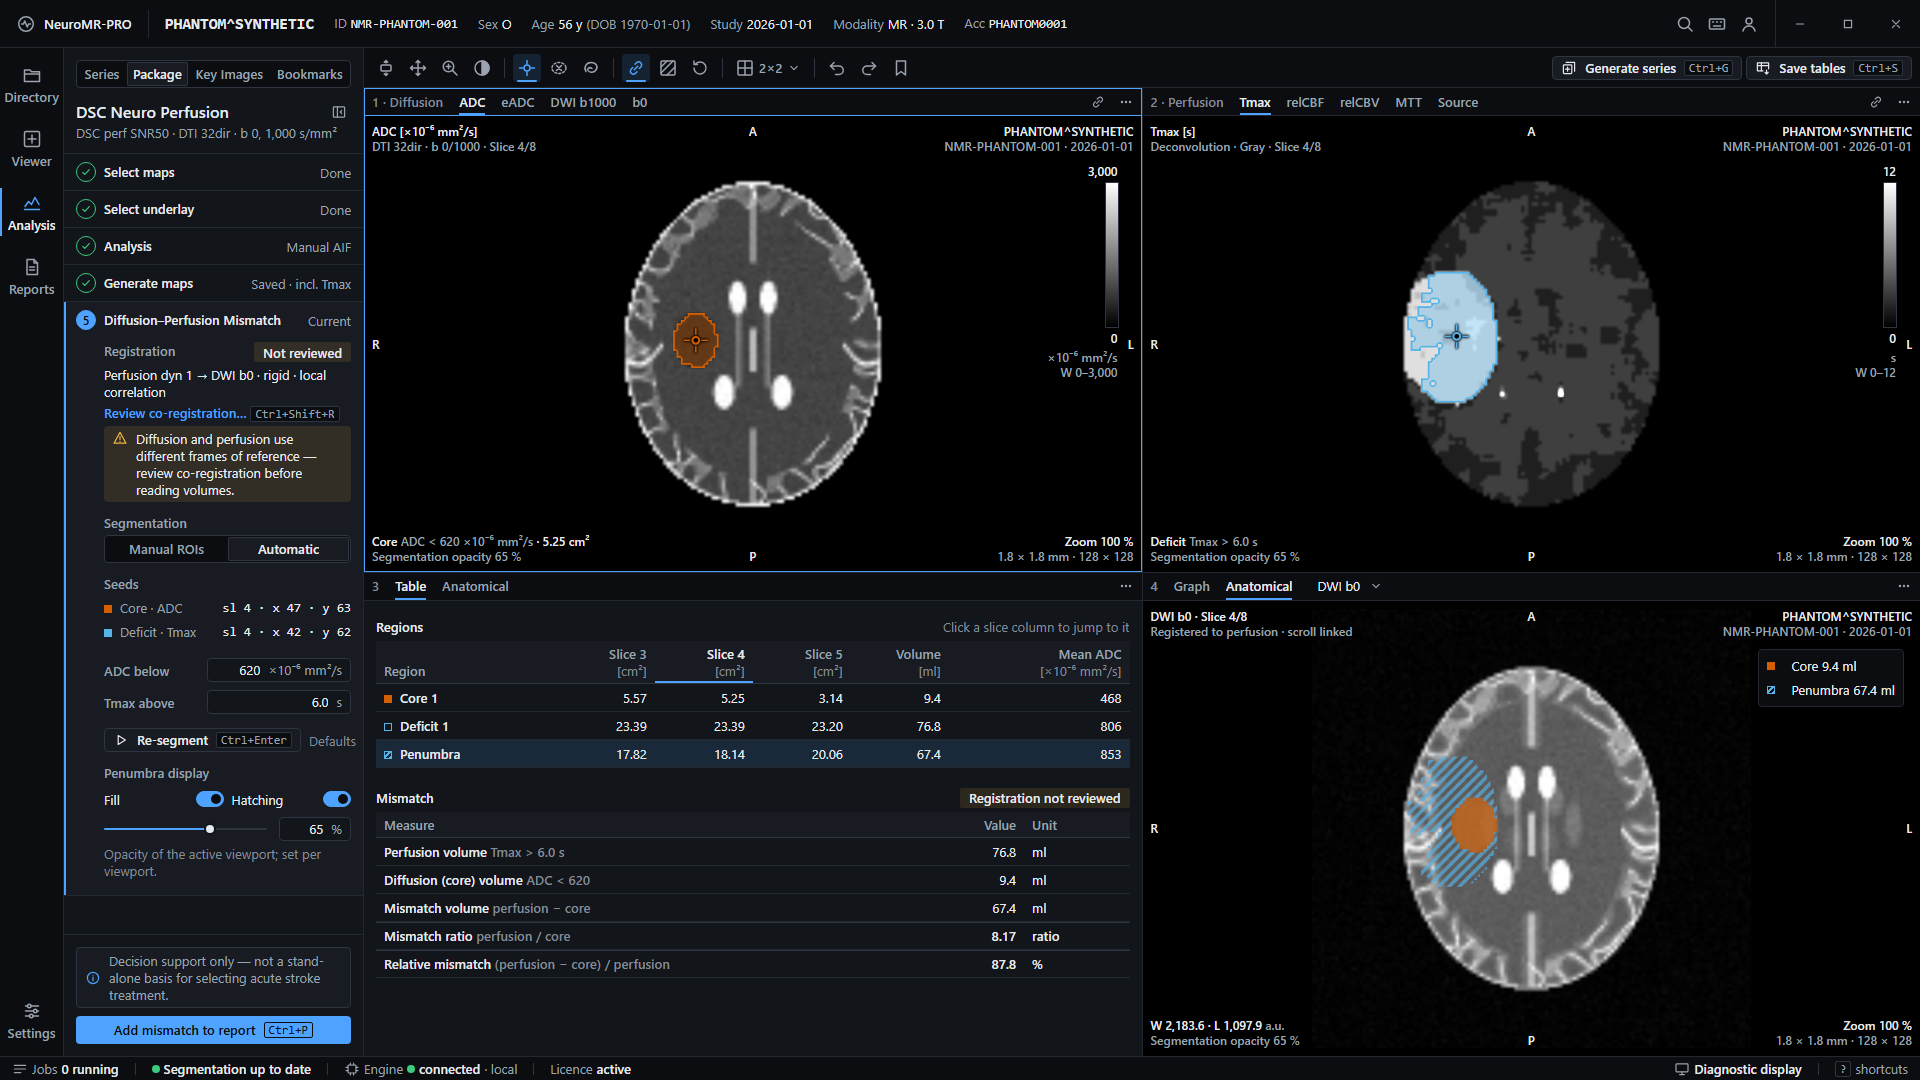 NeuroMR-PRO
PHANTOM^SYNTHETIC
ID NMR-PHANTOM-001
Sex O
Age 56 y (DOB 1970-01-01)
Study 2026-01-01
Modality MR · 3.0 T
Acc PHANTOM0001
Directory
Viewer
Analysis
Reports
Settings
Series Package Key Images Bookmarks
DSC Neuro Perfusion
DSC perf SNR50 · DTI 32dir · b 0, 1,000 s/mm²
Select maps Done
Select underlay Done
Analysis Manual AIF
Generate maps Saved · incl. Tmax
5 Diffusion–Perfusion Mismatch Current
Registration Not reviewed
Perfusion dyn 1 → DWI b0 · rigid · local
correlation
Review co-registration... Ctrl+Shift+R
Diffusion and perfusion use
different frames of reference —
review co-registration before
reading volumes.
Segmentation
Manual ROIs Automatic
Seeds
Core · ADC sl 4 · x 47 · y 63
Deficit · Tmax sl 4 · x 42 · y 62
ADC below 620 ×10⁻⁶ mm²/s
Tmax above 6.0 s
Re-segment Ctrl+Enter Defaults
Penumbra display
Fill Hatching
65 %
Opacity of the active viewport; set per
viewport.
Decision support only — not a stand-
alone basis for selecting acute stroke
treatment.
Add mismatch to report Ctrl+P
2×2
Generate series Ctrl+G
Save tables Ctrl+S
1 · Diffusion ADC eADC DWI b1000 b0
ADC [×10⁻⁶ mm²/s]
DTI 32dir · b 0/1000 · Slice 4/8
A
PHANTOM^SYNTHETIC
NMR-PHANTOM-001 · 2026-01-01
3,000
0
×10⁻⁶ mm²/s
W 0–3,000
R
L
Core ADC < 620 ×10⁻⁶ mm²/s · 5.25 cm²
Segmentation opacity 65 %
P
Zoom 100 %
1.8 × 1.8 mm · 128 × 128
2 · Perfusion Tmax relCBF relCBV MTT Source
Tmax [s]
Deconvolution · Gray · Slice 4/8
A
PHANTOM^SYNTHETIC
NMR-PHANTOM-001 · 2026-01-01
12
0
s
W 0–12
R
L
Deficit Tmax > 6.0 s
Segmentation opacity 65 %
P
Zoom 100 %
1.8 × 1.8 mm · 128 × 128
3 Table Anatomical
Regions Click a slice column to jump to it
Region Slice 3 [cm²] Slice 4 [cm²] Slice 5 [cm²] Volume [ml] Mean ADC [×10⁻⁶ mm²/s]
Core 1 5.57 5.25 3.14 9.4 468
Deficit 1 23.39 23.39 23.20 76.8 806
Penumbra 17.82 18.14 20.06 67.4 853
Mismatch Registration not reviewed
Measure Value Unit
Perfusion volume Tmax > 6.0 s 76.8 ml
Diffusion (core) volume ADC < 620 9.4 ml
Mismatch volume perfusion − core 67.4 ml
Mismatch ratio perfusion / core 8.17 ratio
Relative mismatch (perfusion − core) / perfusion 87.8 %
4 Graph Anatomical DWI b0
DWI b0 · Slice 4/8
Registered to perfusion · scroll linked
A
PHANTOM^SYNTHETIC
NMR-PHANTOM-001 · 2026-01-01
Core 9.4 ml
Penumbra 67.4 ml
R
L
W 2,183.6 · L 1,097.9 a.u.
Segmentation opacity 65 %
P
Zoom 100 %
1.8 × 1.8 mm · 128 × 128
Jobs 0 running
Segmentation up to date
Engine connected · local
Licence active
Diagnostic display
? shortcuts